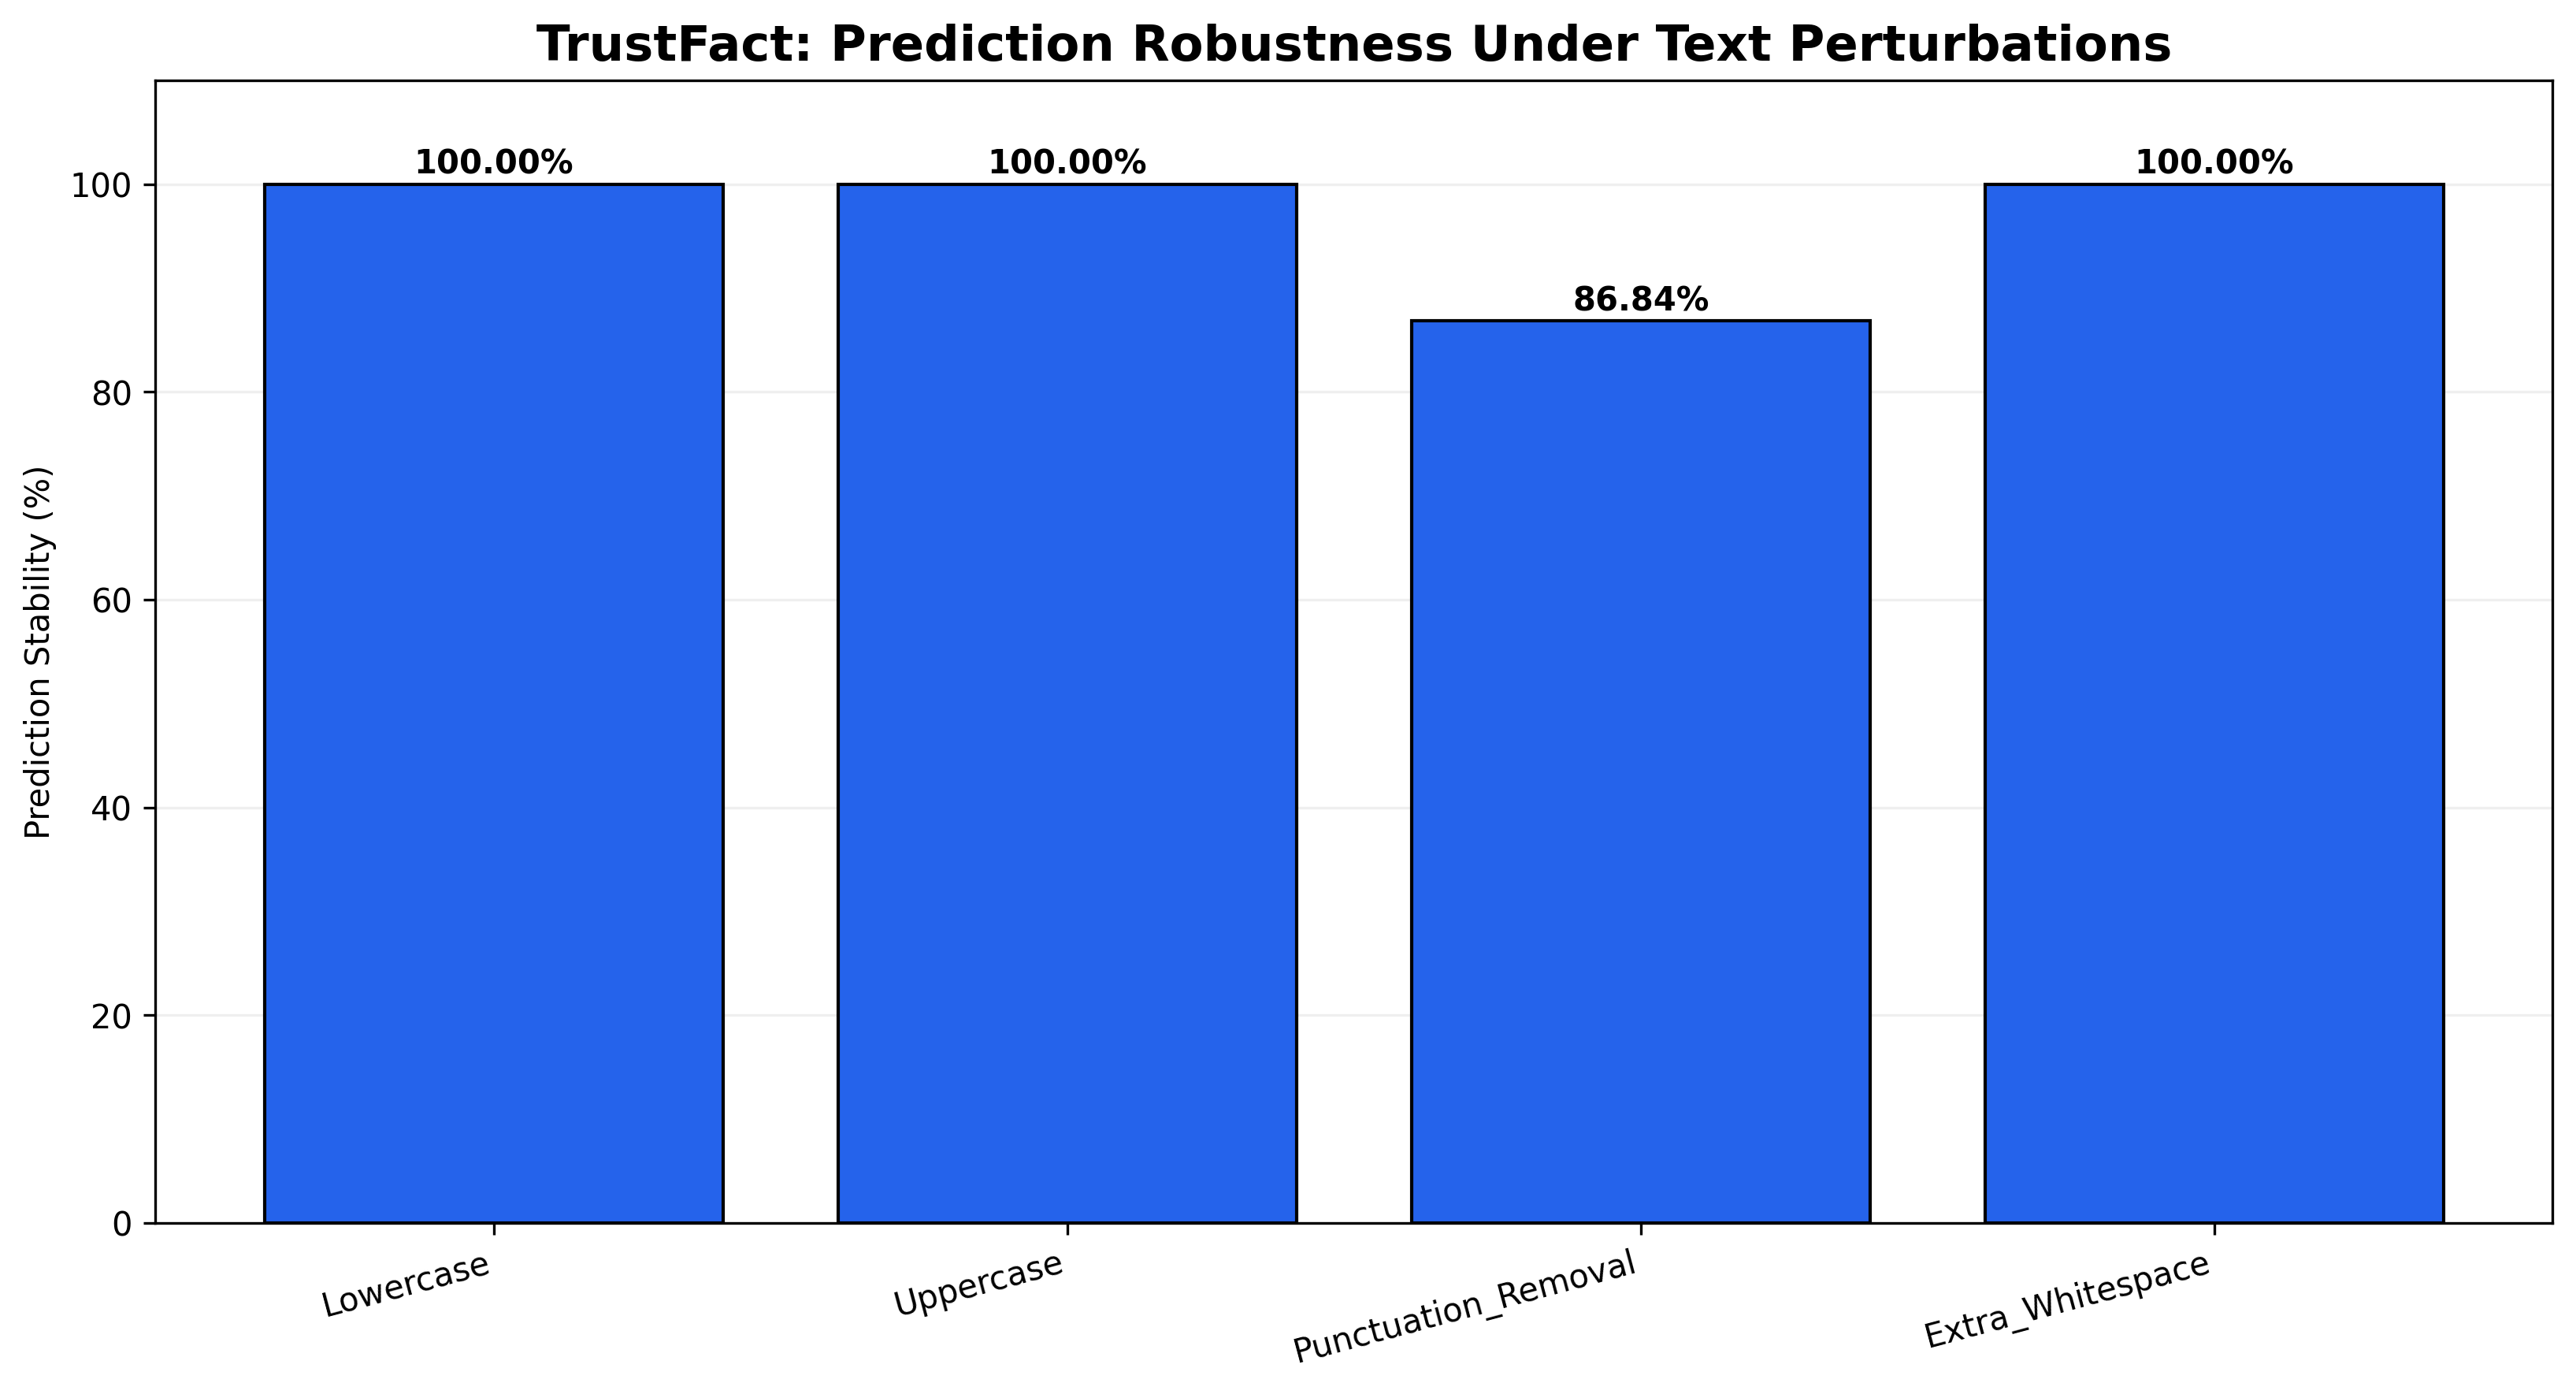 TrustFact: Prediction Robustness Under Text Perturbations
100.00%
100.00%
86.84%
100.00%
Prediction Stability (%)
100
80
60
40
20
0
Lowercase
Uppercase
Punctuation_Removal
Extra_Whitespace